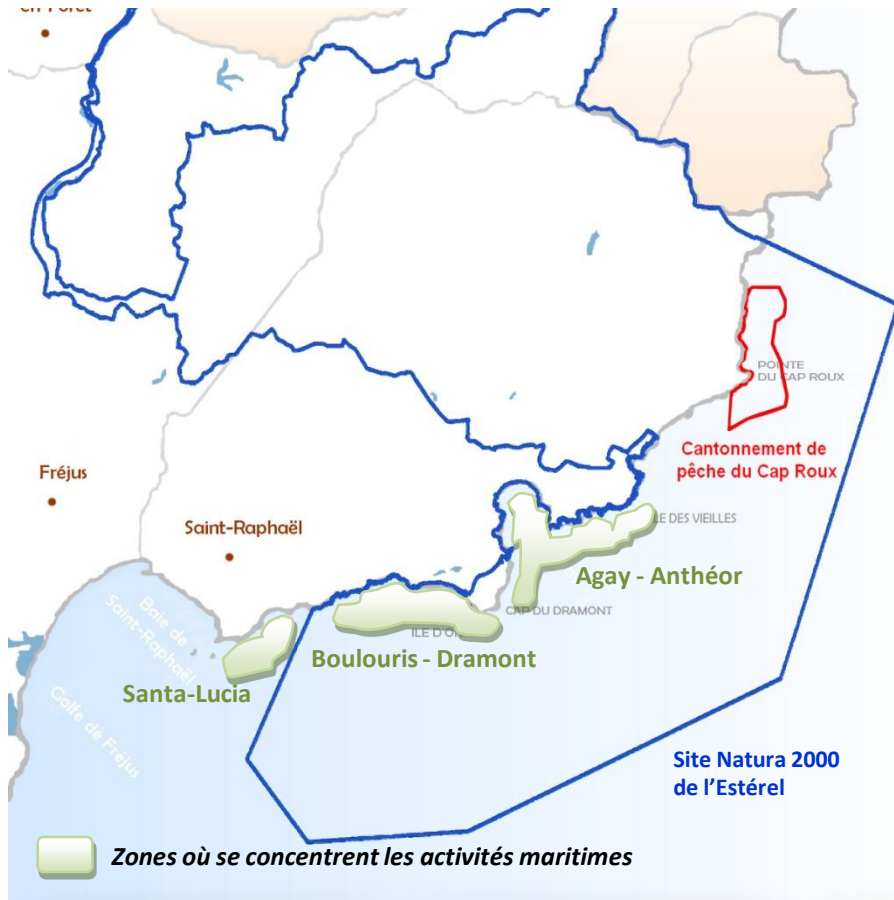 en-Forêt
POINTE
DU CAP ROUX
Cantonnement de
pêche du Cap Roux
Fréjus
Saint-Raphaël
ILE DES VIEILLES
Agay - Anthéor
CAP DU DRAMONT
ILE D'O
Boulouris - Dramont
Baie de
Saint-Raphaël
Santa-Lucia
Golfe de Fréjus
Site Natura 2000
de l'Estérel
Zones où se concentrent les activités maritimes